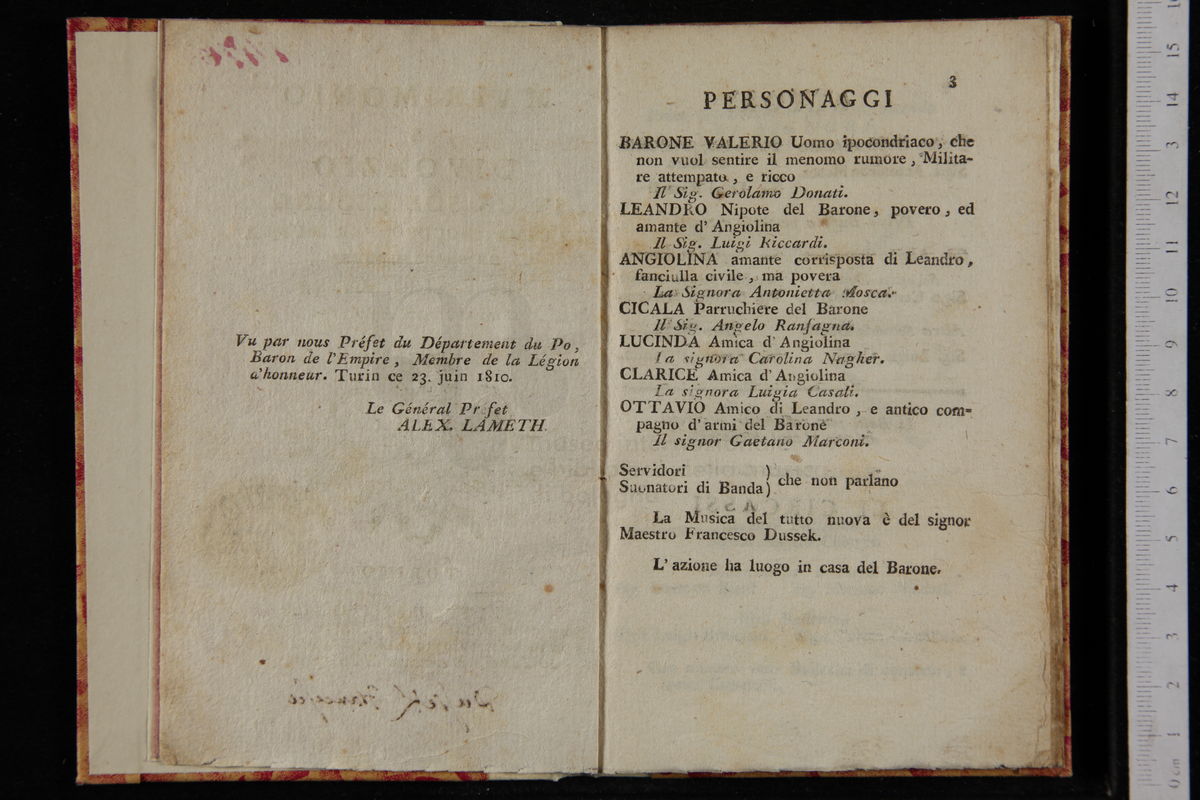 Vu par nous Préfet du Département du Po,
Baron de l'Empire, Membre de la Légion
d'honneur. Turin ce 23. juin 1810.
Le Général Prefet
ALEX. LAMETH.
3
PERSONAGGI
BARONE VALERIO Uomo ipocondriaco, che
non vuol sentire il menomo rumore, Milita-
re attempato, e ricco
Il Sig. Gerolamo Donati.
LEANDRO Nipote del Barone, povero, ed
amante d' Angiolina
Il Sig. Luigi Riccardi.
ANGIOLINA amante corrisposta di Leandro,
fanciulla civile, ma povera
La Signora Antonietta Mosca.
CICALA Parruchiere del Barone
Il Sig. Angelo Ranfagna.
LUCINDA Amica d' Angiolina
La signora Carolina Nagher.
CLARICE Amica d' Angiolina
La signora Luigia Casali.
OTTAVIO Amico di Leandro, e antico com-
pagno d' armi del Barone
Il signor Gaetano Marconi.
Servidori )
Suonatori di Banda) che non parlano
La Musica del tutto nuova è del signor
Maestro Francesco Dussek.
L' azione ha luogo in casa del Barone.